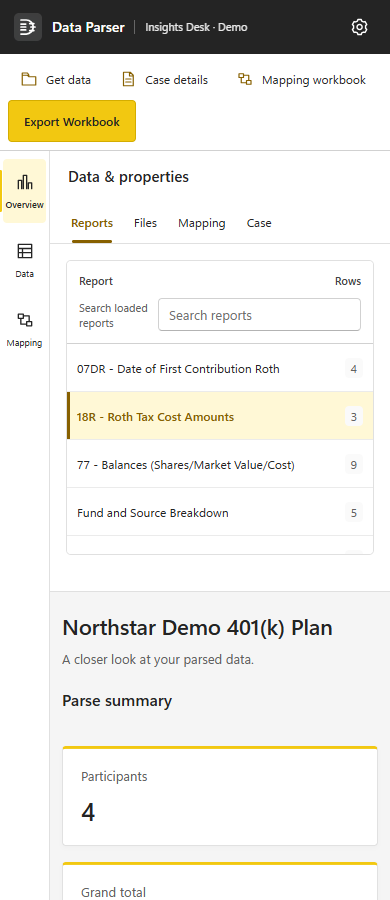 Data Parser
Insights Desk · Demo
Get data
Case details
Mapping workbook
Export Workbook
Overview
Data
Mapping
Data & properties
Reports
Files
Mapping
Case
Report
Rows
Search loaded
reports
Search reports
07DR - Date of First Contribution Roth
4
18R - Roth Tax Cost Amounts
3
77 - Balances (Shares/Market Value/Cost)
9
Fund and Source Breakdown
5
Northstar Demo 401(k) Plan
A closer look at your parsed data.
Parse summary
Participants
4
Grand total